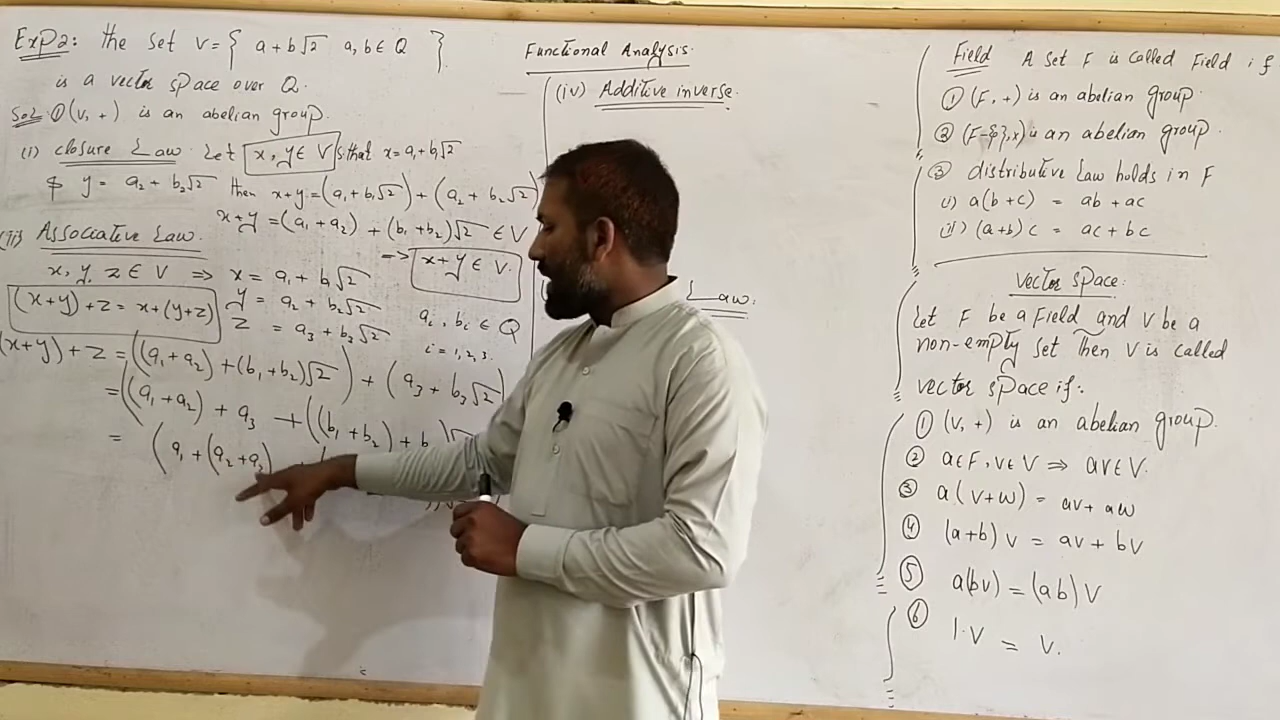 Exp2: the set V = { a + b√2 a, b ∈ Q }
is a vector space over Q.
Sol: ① (V, +) is an abelian group.
(i) closure Law. Let x, y ∈ V s that x = a₁ + b₁√2
& y = a₂ + b₂√2 then x+y = (a₁ + b₁√2) + (a₂ + b₂√2)
x+y = (a₁ + a₂) + (b₁ + b₂)√2 ∈ V
=> x+y ∈ V.
(ii) Associative Law.
x, y, z ∈ V ⇒ x = a₁ + b₁√2
y = a₂ + b₂√2
z = a₃ + b₃√2
aᵢ, bᵢ ∈ Q
i = 1, 2, 3.
(x+y) + z = x + (y+z)
(x+y) + z = ((a₁ + a₂) + (b₁ + b₂)√2) + (a₃ + b₃√2)
= ((a₁ + a₂) + a₃ + ((b₁ + b₂) + b
= (a₁ + (a₂ + a₃)
Functional Analysis.
(iv) Additive inverse.
Law.
Field A set F is called Field if
① (F, +) is an abelian group.
② (F-{φ}, x) is an abelian group.
③ distributive Law holds in F
i) a(b + c) = ab + ac
ii) (a+b) c = ac + bc
Vector space:
Let F be a Field and V be a
non-empty set Then V is called
vector space if:
① (V, +) is an abelian group.
② a∈F, v∈V ⇒ av∈V.
③ a(v+w) = av + aw
④ (a+b) v = av + bv
⑤ a(bv) = (ab) v
⑥ 1.v = v.